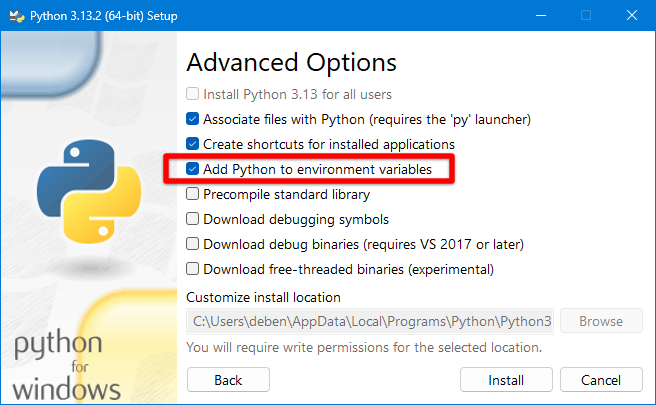 Python 3.13.2 (64-bit) Setup
Advanced Options
Install Python 3.13 for all users
Associate files with Python (requires the 'py' launcher)
Create shortcuts for installed applications
Add Python to environment variables
Precompile standard library
Download debugging symbols
Download debug binaries (requires VS 2017 or later)
Download free-threaded binaries (experimental)
Customize install location
C:\Users\deben\AppData\Local\Programs\Python\Python3
Browse
You will require write permissions for the selected location.
python
for
windows
Back
Install
Cancel